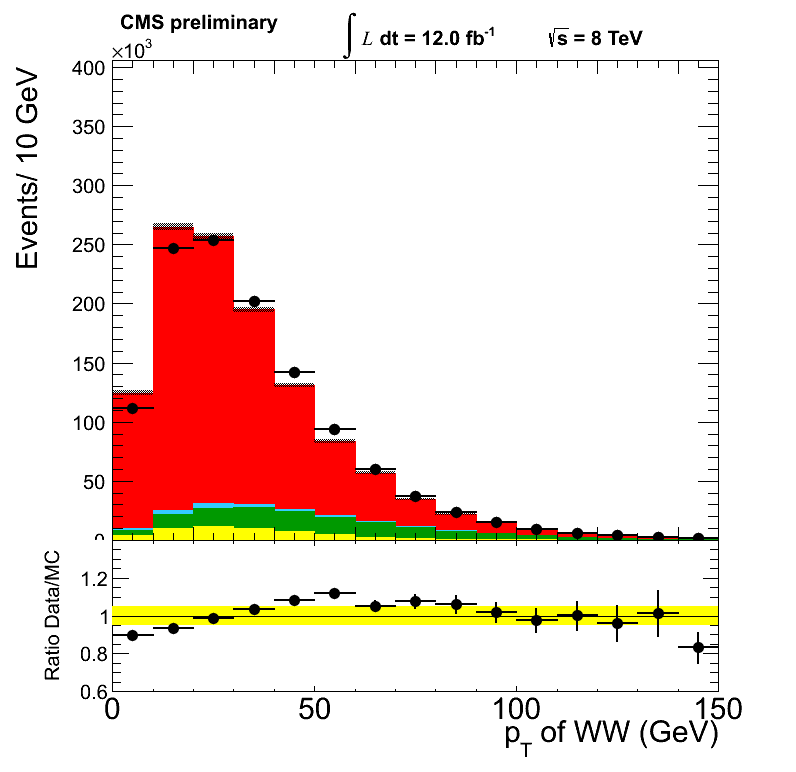 CMS preliminary
∫ L dt = 12.0 fb⁻¹
√s = 8 TeV
×10³
400
350
300
250
200
150
100
50
0
Events/ 10 GeV
1.2
1
0.8
0.6
Ratio Data/MC
0 50 100 150
p_T of WW (GeV)